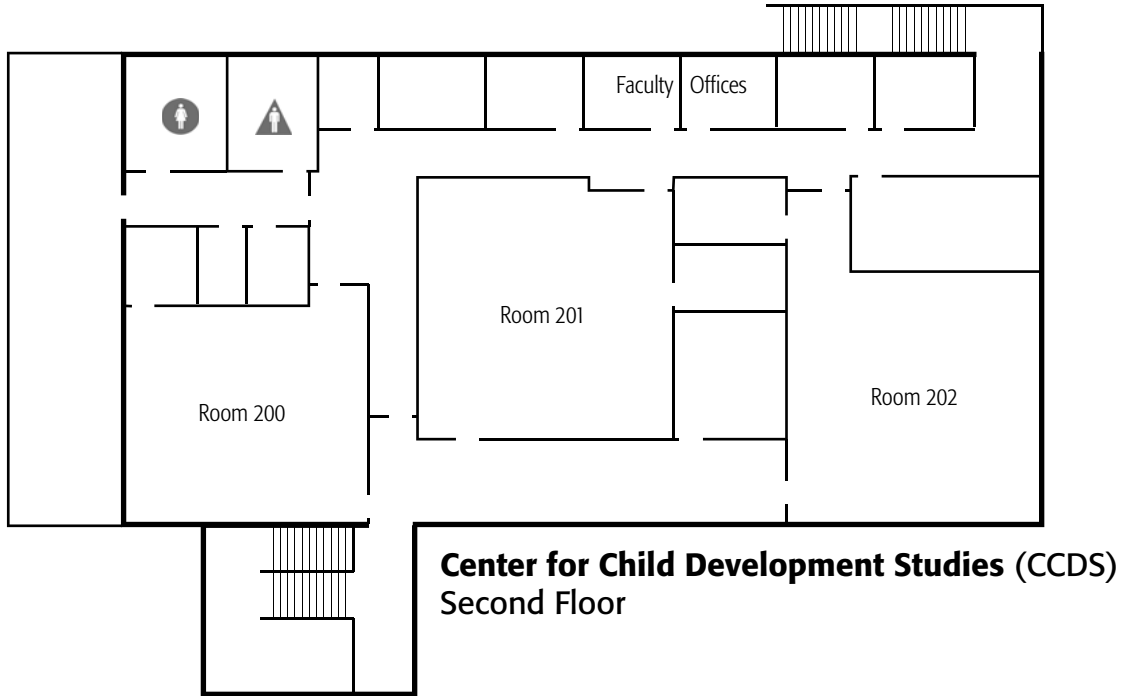 Faculty Offices
Room 201
Room 202
Room 200
Center for Child Development Studies (CCDS)
Second Floor